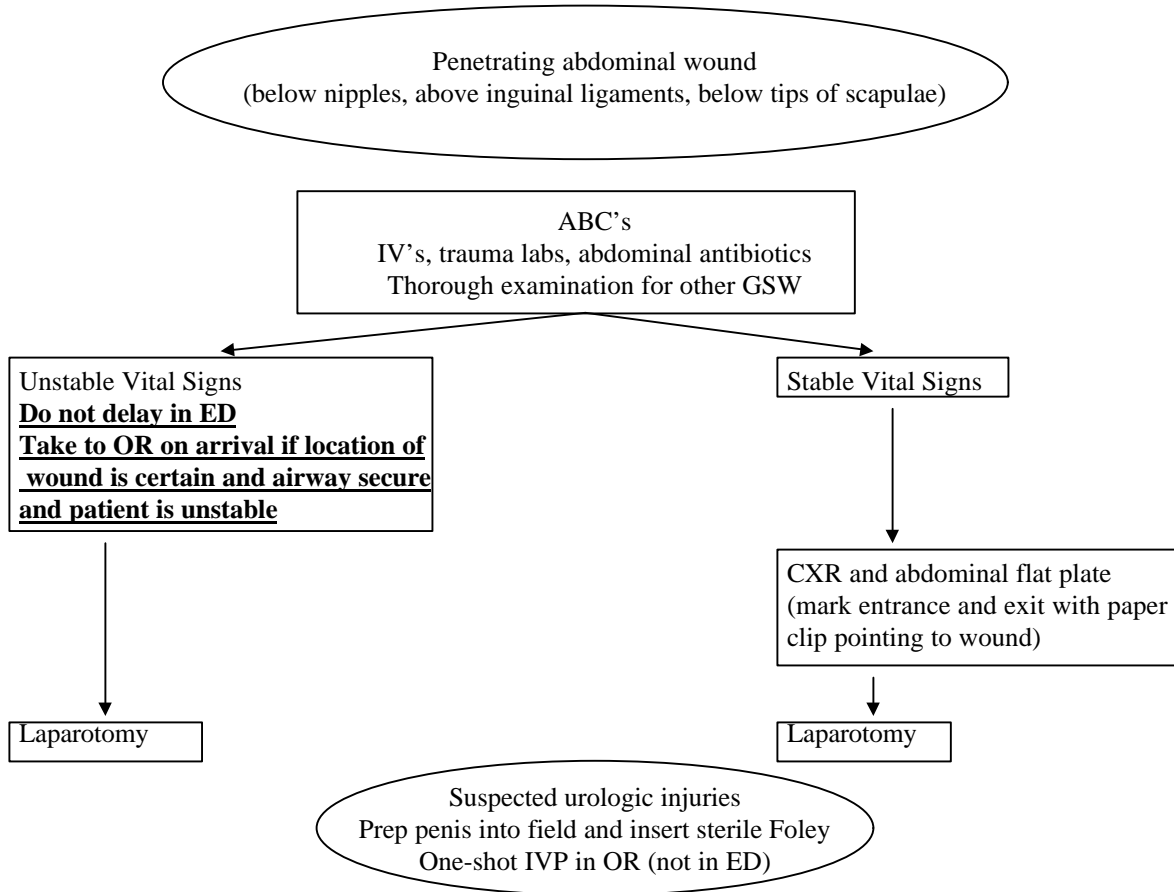 Penetrating abdominal wound
(below nipples, above inguinal ligaments, below tips of scapulae)
ABC’s
IV’s, trauma labs, abdominal antibiotics
Thorough examination for other GSW
Unstable Vital Signs
Do not delay in ED
Take to OR on arrival if location of
wound is certain and airway secure
and patient is unstable
Stable Vital Signs
CXR and abdominal flat plate
(mark entrance and exit with paper
clip pointing to wound)
Laparotomy
Laparotomy
Suspected urologic injuries
Prep penis into field and insert sterile Foley
One-shot IVP in OR (not in ED)